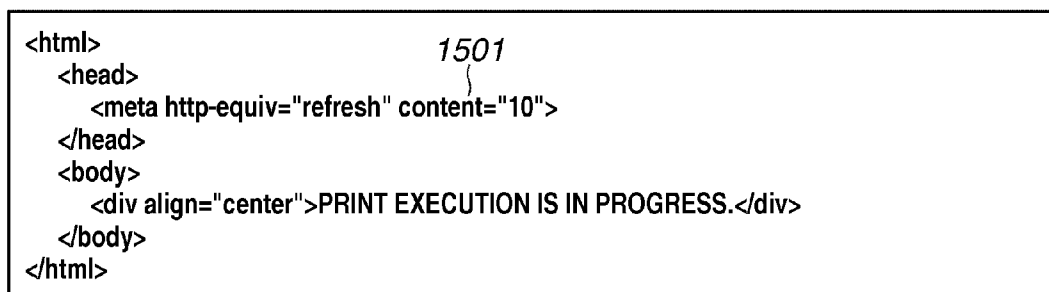 <html>
1501
<head>
<meta http-equiv="refresh" content="10">
</head>
<body>
<div align="center">PRINT EXECUTION IS IN PROGRESS.</div>
</body>
</html>